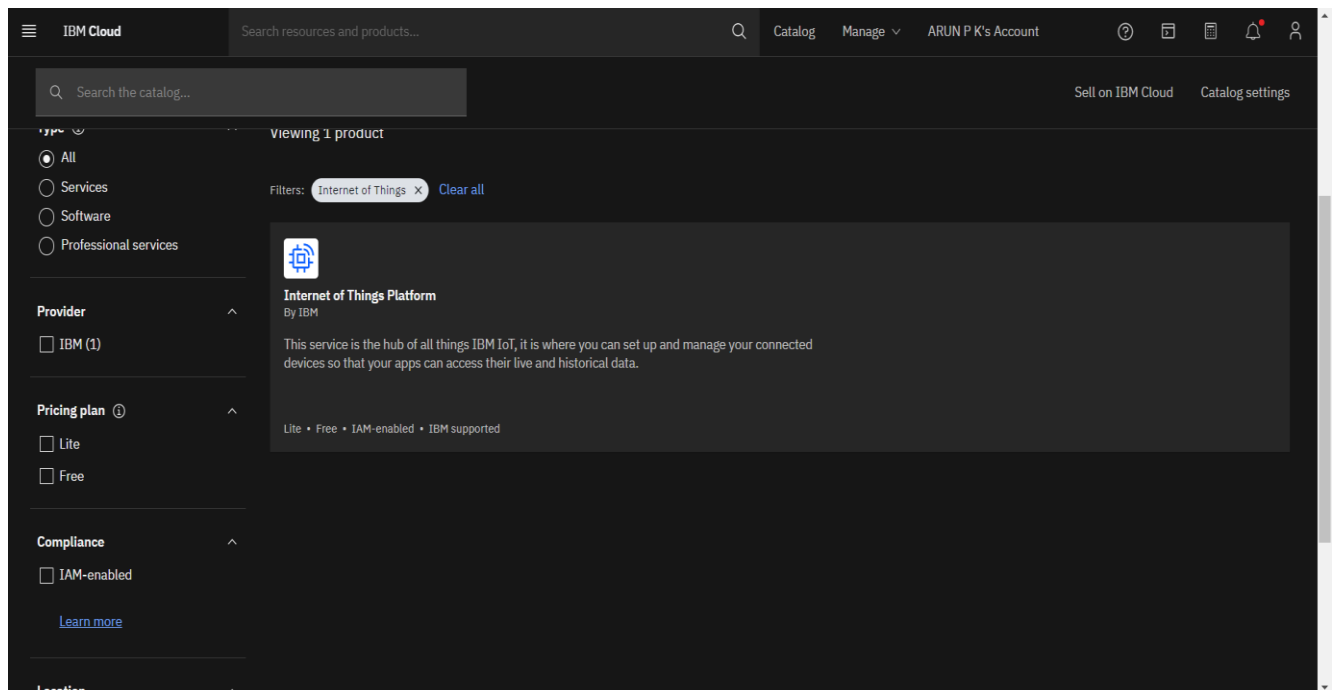 IBM Cloud
Search resources and products...
Catalog
Manage
ARUN P K's Account
Search the catalog...
Sell on IBM Cloud
Catalog settings
Type
All
Services
Software
Professional services
Provider
IBM (1)
Pricing plan
Lite
Free
Compliance
IAM-enabled
Learn more
Location
Viewing 1 product
Filters: Internet of Things Clear all
Internet of Things Platform
By IBM
This service is the hub of all things IBM IoT, it is where you can set up and manage your connected
devices so that your apps can access their live and historical data.
Lite • Free • IAM-enabled • IBM supported